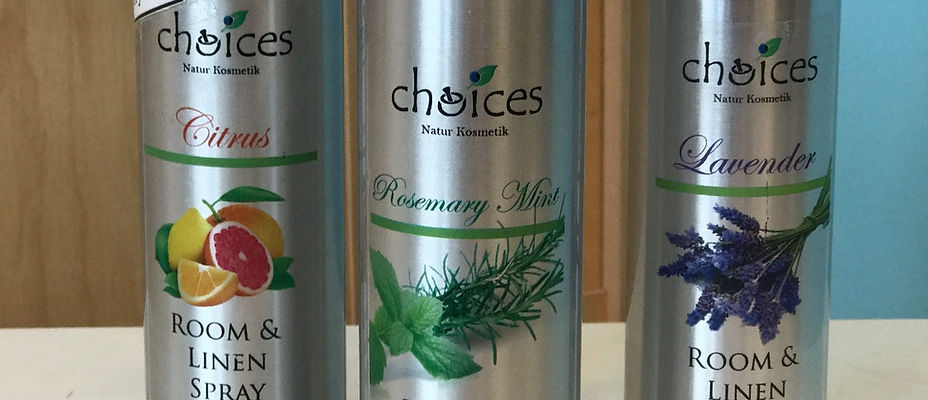 choices
Natur Kosmetik
Citrus
ROOM &
LINEN
SPRAY
choices
Natur Kosmetik
Rosemary Mint
choices
Natur Kosmetik
Lavender
ROOM &
LINEN